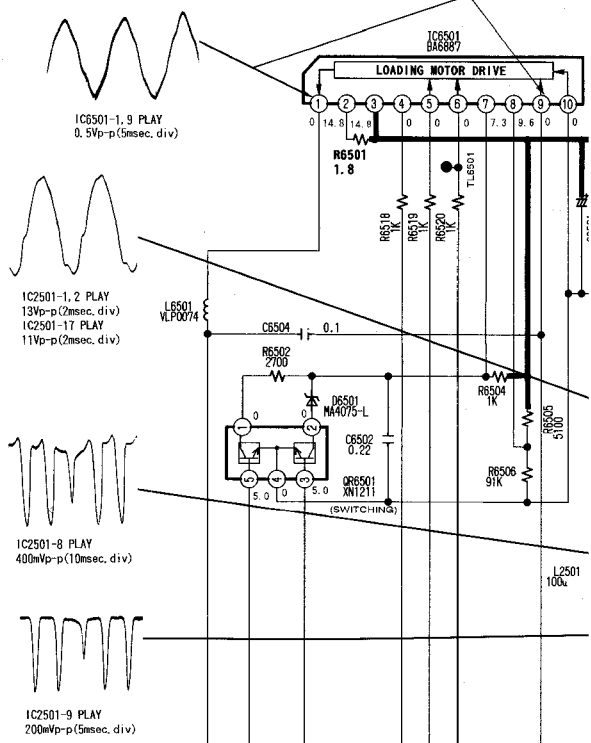 IC6501
BA6887
LOADING MOTOR DRIVE
1 2 3 4 5 6 7 8 9 10
0 14.8 14.8 0 0 0 7.3 9.6 0 0
IC6501-1,9 PLAY
0.5Vp-p(5msec.div)
R6501
1.8
TL6501
R6518
1K
R6519
1K
R6520
1K
IC2501-1,2 PLAY
13Vp-p(2msec.div)
IC2501-17 PLAY
11Vp-p(2msec.div)
L6501
VLP0074
C6504 0.1
R6502
2700
R6504
1K
D6501
MA4075-L
R6505
5100
1 0 0 2
C6502
0.22
R6506
91K
QR6501
XN1211
5 4 3
5.0 0 5.0
(SWITCHING)
IC2501-8 PLAY
400mVp-p(10msec.div)
L2501
100u
IC2501-9 PLAY
200mVp-p(5msec.div)